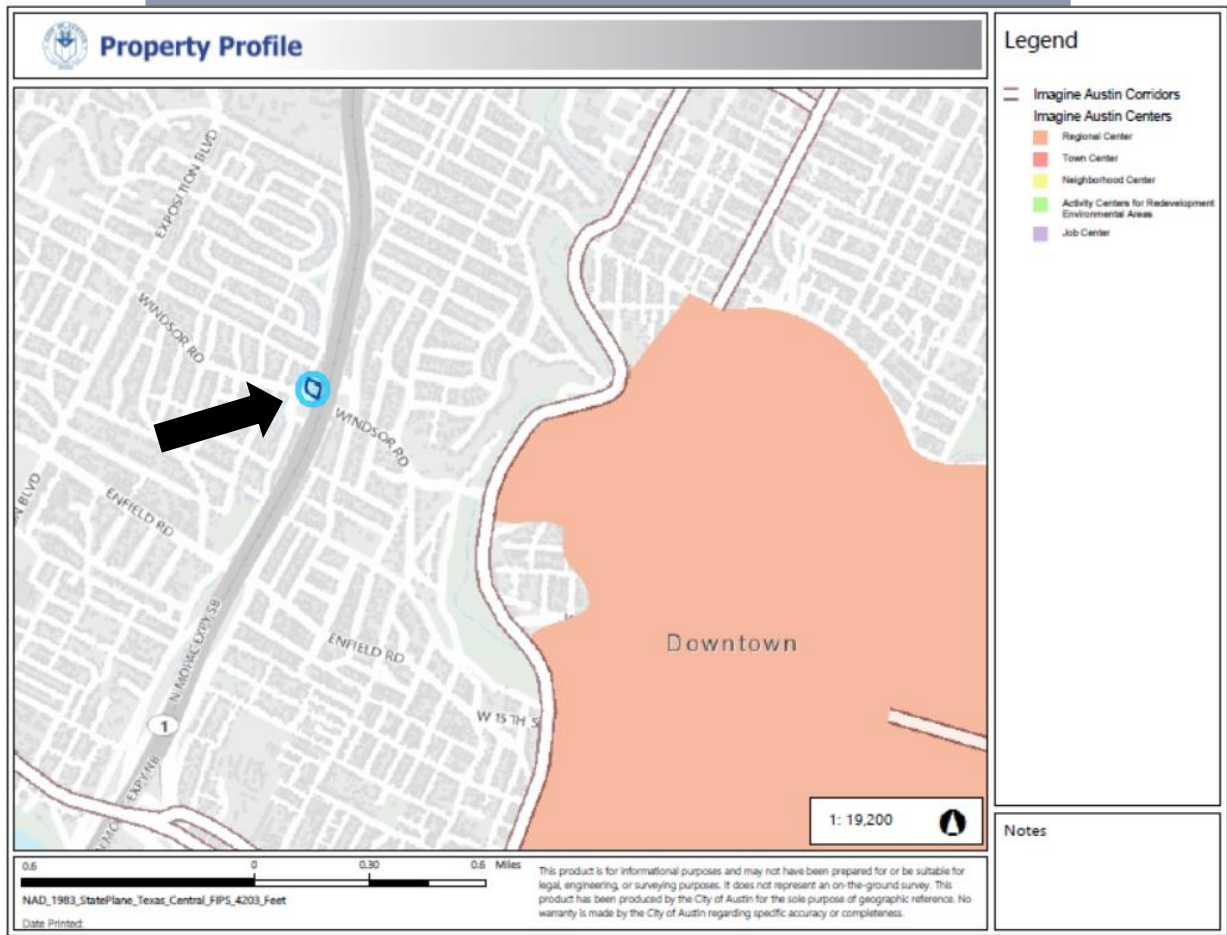 Property Profile
Legend
Imagine Austin Corridors
Imagine Austin Centers
Regional Center
Town Center
Neighborhood Center
Activity Centers for Redevelopment
Environmental Areas
Job Center
EXPOSITION BLVD
WINDSOR RD
WINDSOR RD
ENFIELD RD
ENFIELD RD
N MOPAC EXPY SB
1
W 15TH S
Downtown
1: 19,200
Notes
0.6 0 0.30 0.6 Miles
NAD_1983_StatePlane_Texas_Central_FIPS_4203_Feet
Date Printed:
This product is for informational purposes and may not have been prepared for or be suitable for
legal, engineering, or surveying purposes. It does not represent an on-the-ground survey. This
product has been produced by the City of Austin for the sole purpose of geographic reference. No
warranty is made by the City of Austin regarding specific accuracy or completeness.